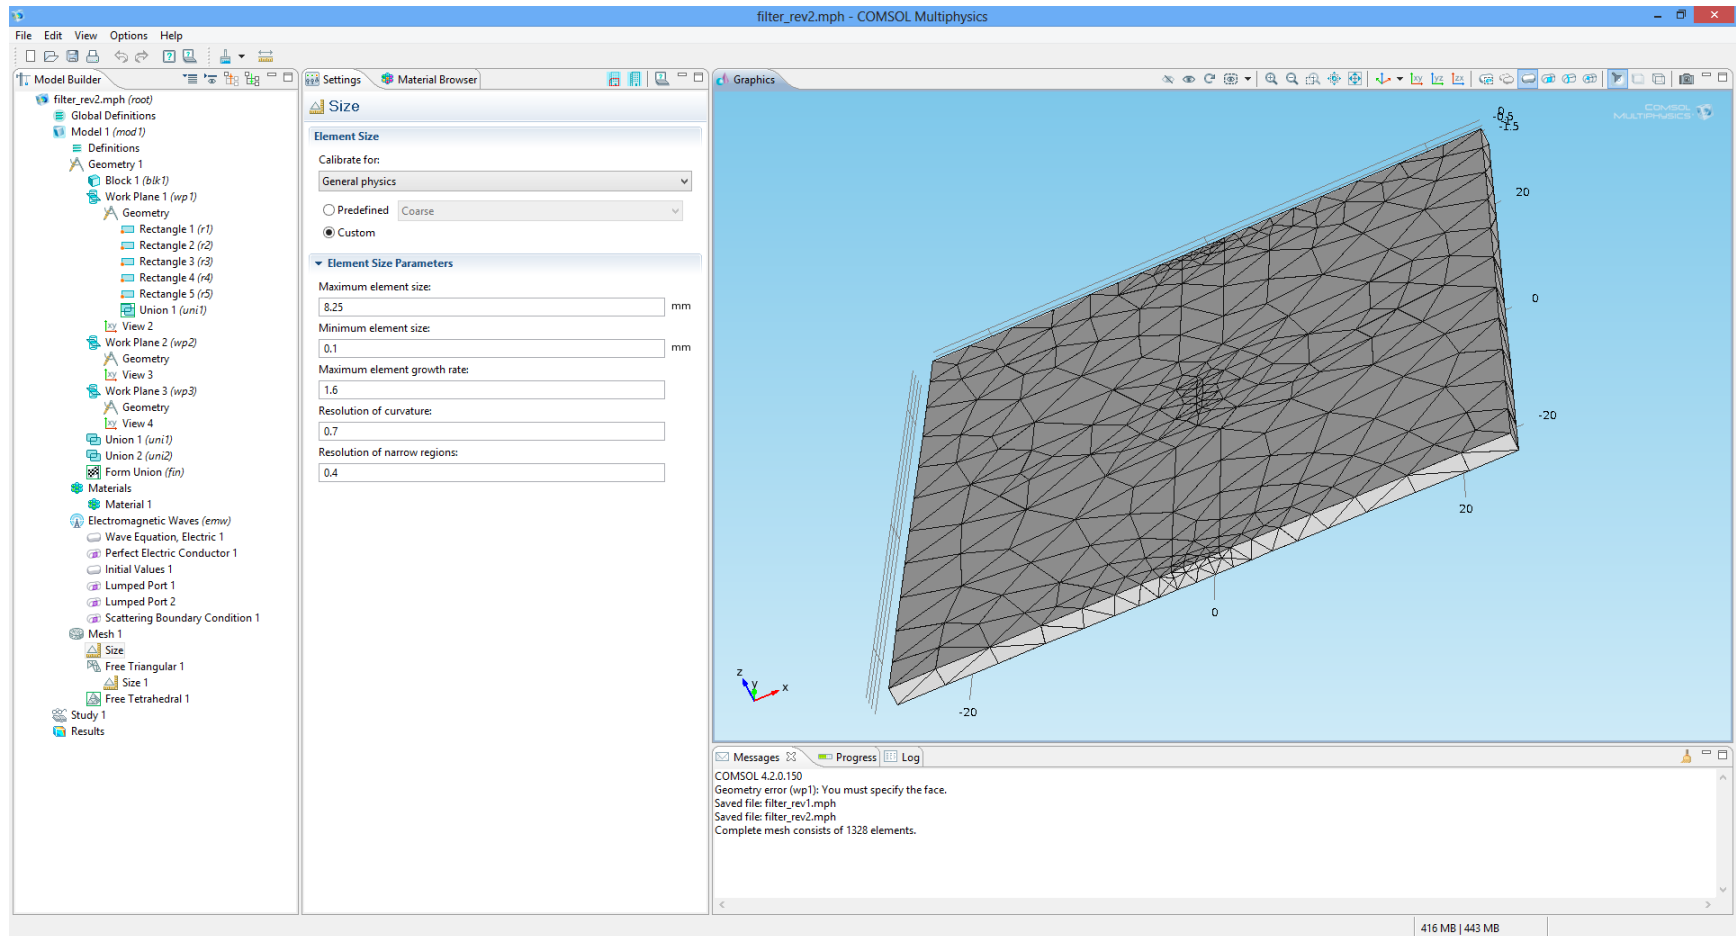 filter_rev2.mph - COMSOL Multiphysics
File Edit View Options Help
Model Builder
filter_rev2.mph (root)
Global Definitions
Model 1 (mod1)
Definitions
Geometry 1
Block 1 (blk1)
Work Plane 1 (wp1)
Geometry
Rectangle 1 (r1)
Rectangle 2 (r2)
Rectangle 3 (r3)
Rectangle 4 (r4)
Rectangle 5 (r5)
Union 1 (uni1)
View 2
Work Plane 2 (wp2)
Geometry
View 3
Work Plane 3 (wp3)
Geometry
View 4
Union 1 (uni1)
Union 2 (uni2)
Form Union (fin)
Materials
Material 1
Electromagnetic Waves (emw)
Wave Equation, Electric 1
Perfect Electric Conductor 1
Initial Values 1
Lumped Port 1
Lumped Port 2
Scattering Boundary Condition 1
Mesh 1
Size
Free Triangular 1
Size 1
Free Tetrahedral 1
Study 1
Results
Settings Material Browser
Size
Element Size
Calibrate for:
General physics
Predefined Coarse
Custom
Element Size Parameters
Maximum element size:
8.25 mm
Minimum element size:
0.1 mm
Maximum element growth rate:
1.6
Resolution of curvature:
0.7
Resolution of narrow regions:
0.4
Graphics
COMSOL
MULTIPHYSICS
-1.5
20
0
-20
20
0
-20
z
y
x
Messages Progress Log
COMSOL 4.2.0.150
Geometry error (wp1): You must specify the face.
Saved file: filter_rev1.mph
Saved file: filter_rev2.mph
Complete mesh consists of 1328 elements.
416 MB | 443 MB